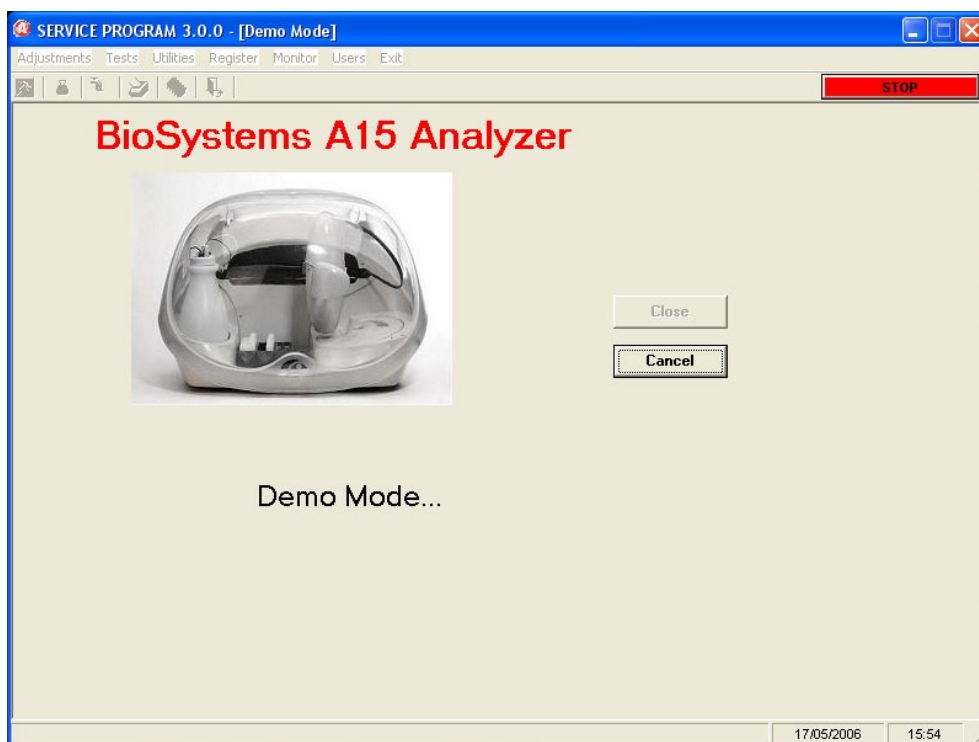 SERVICE PROGRAM 3.0.0 - [Demo Mode]
Adjustments Tests Utilities Register Monitor Users Exit
STOP
BioSystems A15 Analyzer
Close
Cancel
Demo Mode...
17/05/2006 15:54